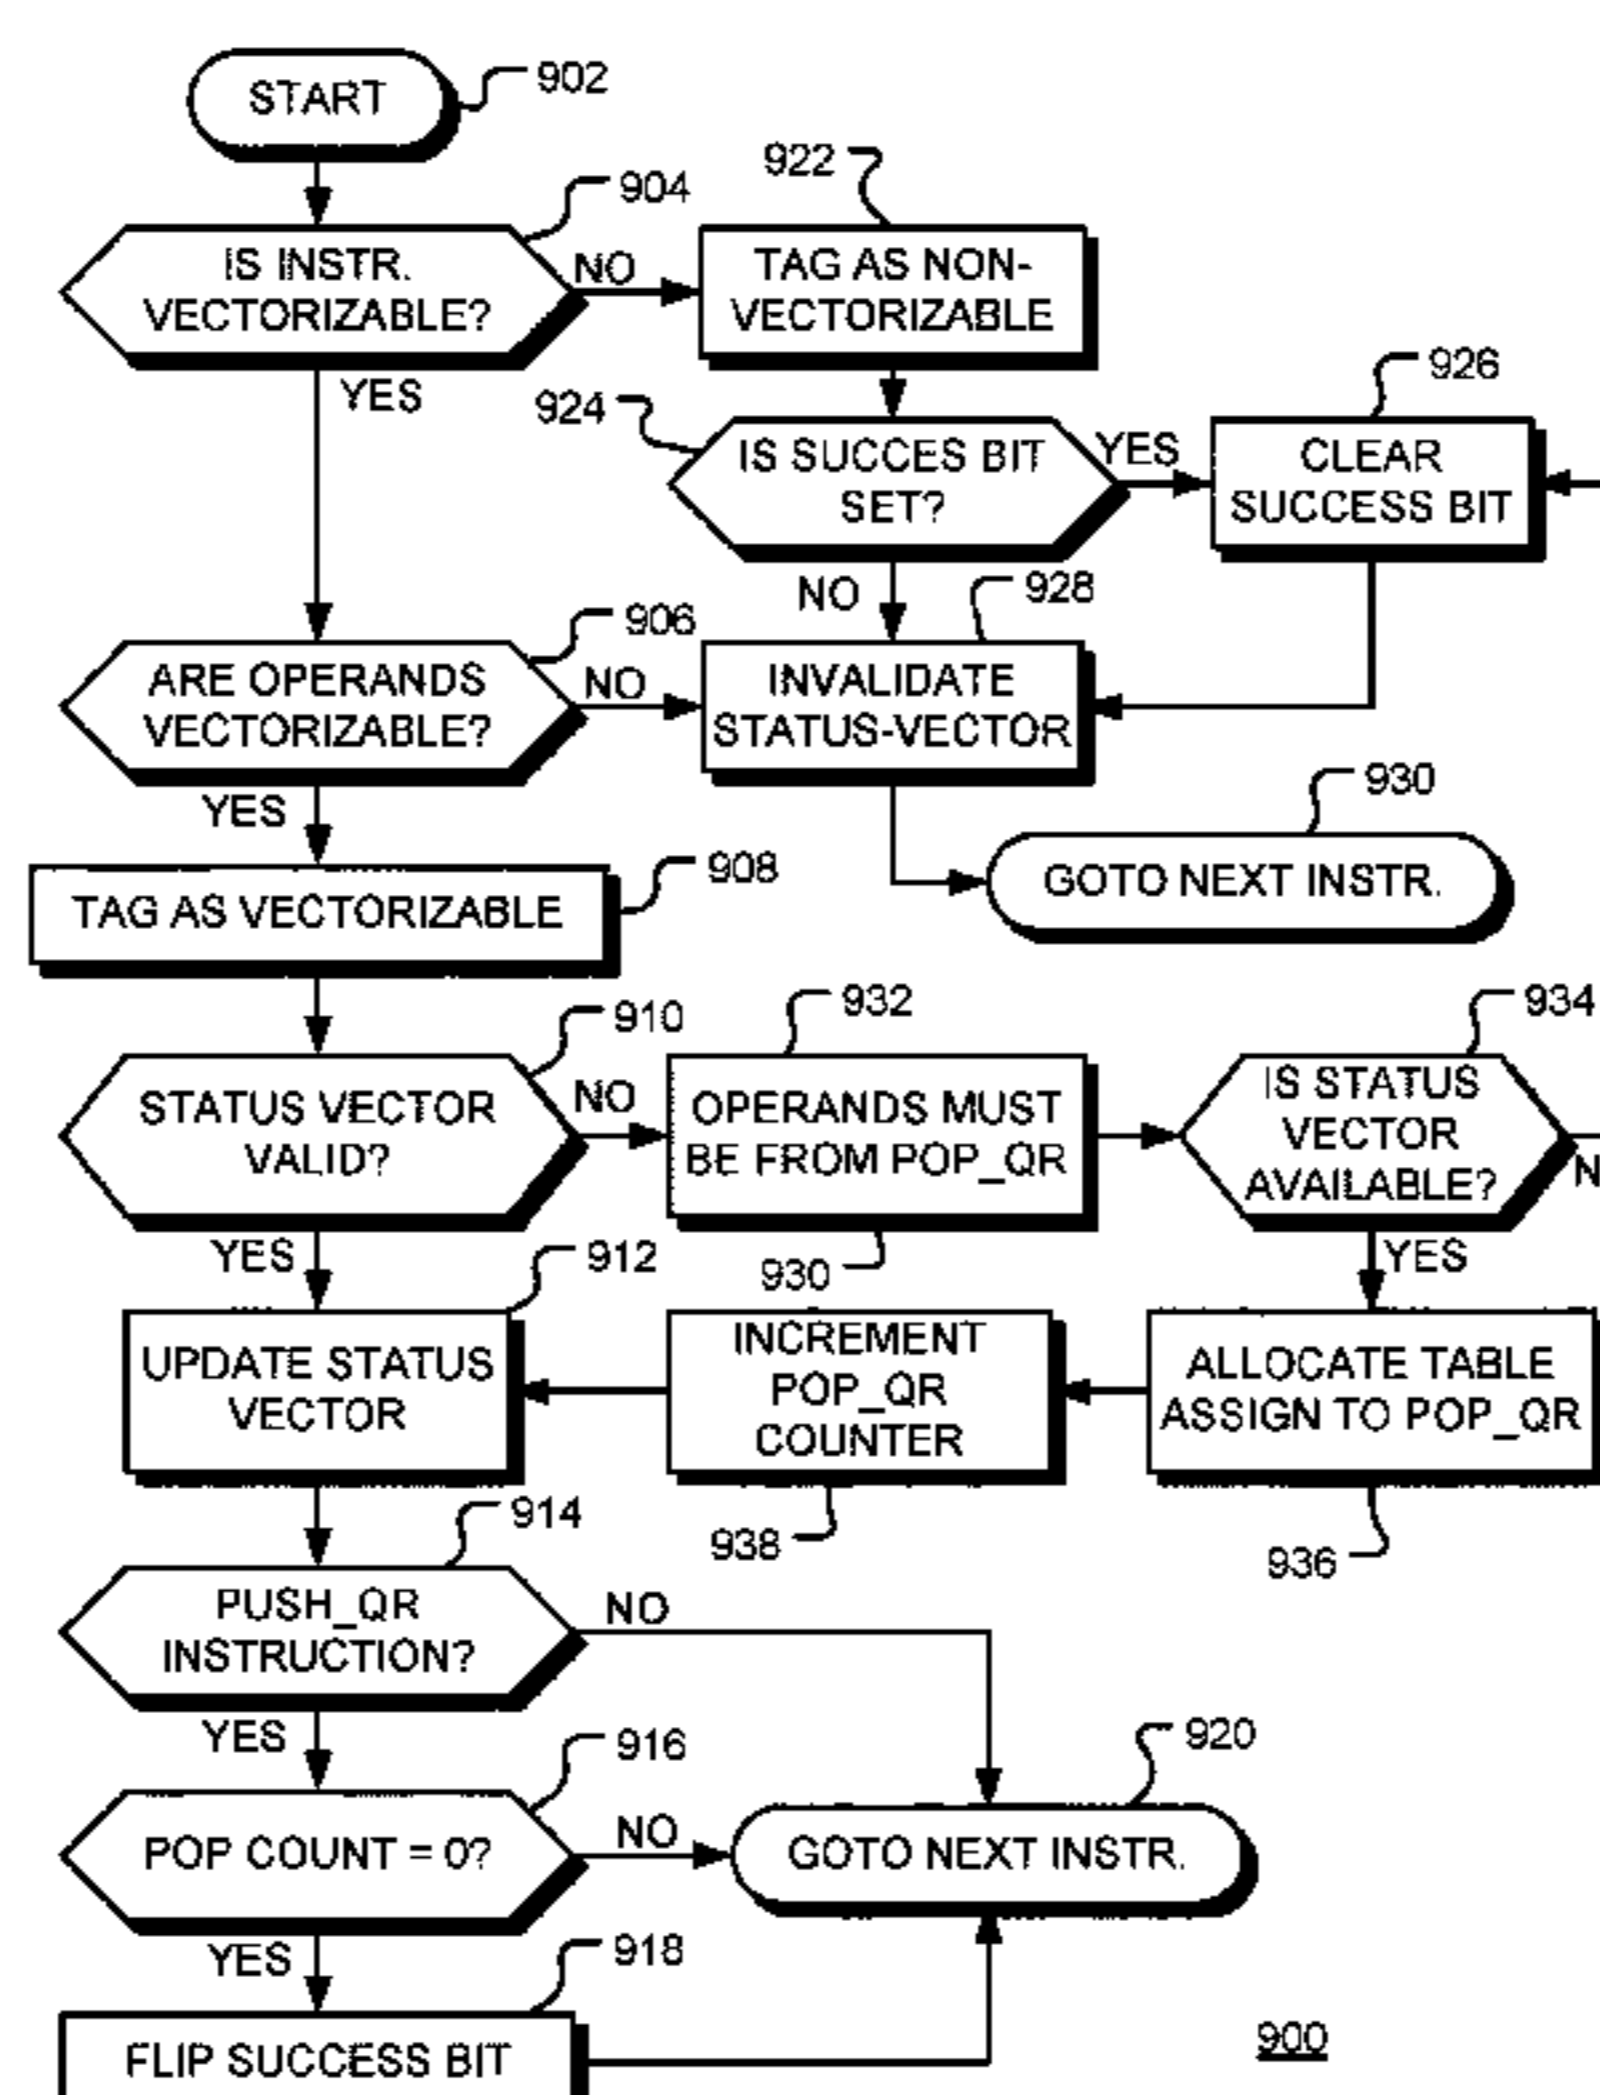 START
902
904
922
IS INSTR.
VECTORIZABLE?
NO
TAG AS NON-
VECTORIZABLE
YES
924
926
IS SUCCES BIT
SET?
YES
CLEAR
SUCCESS BIT
NO
928
906
ARE OPERANDS
VECTORIZABLE?
NO
INVALIDATE
STATUS-VECTOR
YES
930
GOTO NEXT INSTR.
908
TAG AS VECTORIZABLE
910
932
934
STATUS VECTOR
VALID?
NO
OPERANDS MUST
BE FROM POP_QR
IS STATUS
VECTOR
AVAILABLE?
N
YES
912
930
YES
UPDATE STATUS
VECTOR
INCREMENT
POP_QR
COUNTER
ALLOCATE TABLE
ASSIGN TO POP_QR
914
938
936
PUSH_QR
INSTRUCTION?
NO
YES
916
920
POP COUNT = 0?
NO
GOTO NEXT INSTR.
YES
918
FLIP SUCCESS BIT
900